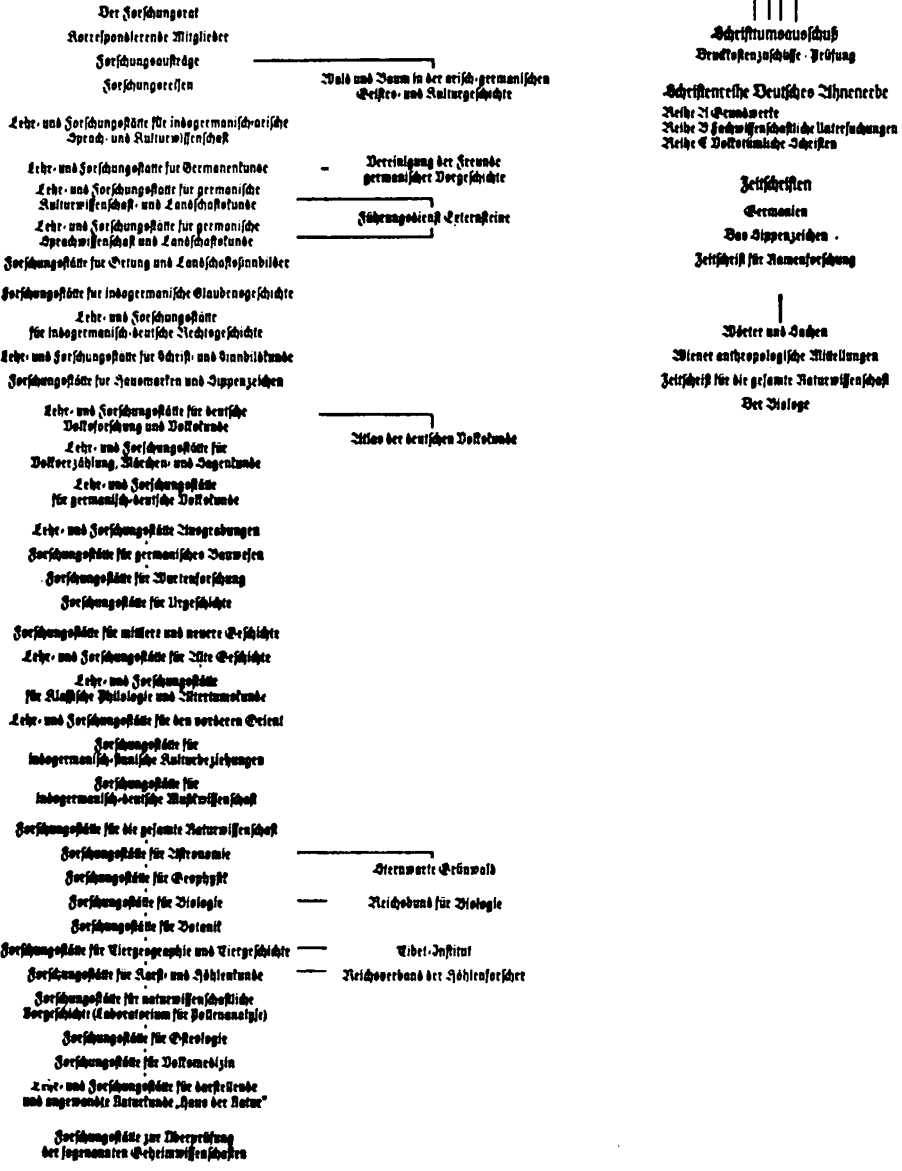 Der Forschungsrat
Korrespondierende Mitglieder
Forschungsaufträge
Forschungsreisen
Wald und Baum in der arisch-germanischen
Geistes- und Kulturgeschichte
Lehr- und Forschungsstätte für indogermanisch-arische
Sprach- und Kulturwissenschaft
Lehr- und Forschungsstätte für Germanenkunde
Vereinigung der Freunde
germanischer Vorgeschichte
Lehr- und Forschungsstätte für germanische
Kulturwissenschaft- und Landschaftskunde
Führungsdienst Externsteine
Lehr- und Forschungsstätte für germanische
Sprachwissenschaft und Landschaftskunde
Forschungsstätte für Ortung und Landschaftssinnbilder
Forschungsstätte für indogermanische Glaubensgeschichte
Lehr- und Forschungsstätte
für indogermanisch-deutsche Rechtsgeschichte
Lehr- und Forschungsstätte für Schrift- und Sinnbildkunde
Forschungsstätte für Hausmarken und Sippenzeichen
Lehr- und Forschungsstätte für deutsche
Volksforschung und Volkskunde
Atlas der deutschen Volkskunde
Lehr- und Forschungsstätte für
Volkserzählung, Märchen- und Sagenkunde
Lehr- und Forschungsstätte
für germanisch-deutsche Volkskunde
Lehr- und Forschungsstätte Ausgrabungen
Forschungsstätte für germanisches Bauwesen
Forschungsstätte für Wurtenforschung
Forschungsstätte für Urgeschichte
Forschungsstätte für mittlere und neuere Geschichte
Lehr- und Forschungsstätte für Alte Geschichte
Lehr- und Forschungsstätte
für Klassische Philologie und Altertumskunde
Lehr- und Forschungsstätte für den vorderen Orient
Forschungsstätte für
indogermanisch-finnische Kulturbeziehungen
Forschungsstätte für
indogermanisch-deutsche Musikwissenschaft
Forschungsstätte für die gesamte Naturwissenschaft
Forschungsstätte für Astronomie
Sternwarte Grünwald
Forschungsstätte für Geophysik
Forschungsstätte für Biologie
Reichsbund für Biologie
Forschungsstätte für Botanik
Forschungsstätte für Tiergeographie und Tiergeschichte
Tibet-Institut
Forschungsstätte für Karst- und Höhlenkunde
Reichsverband der Höhlenforscher
Forschungsstätte für naturwissenschaftliche
Vorgeschichte (Laboratorium für Pollenanalyse)
Forschungsstätte für Osteologie
Forschungsstätte für Volksmedizin
Lehr- und Forschungsstätte für darstellende
und angewandte Naturkunde „Haus der Natur"
Forschungsstätte zur Überprüfung
der sogenannten Geheimwissenschaften
Schrifttumsausschuß
Druckkostenzuschüsse · Prüfung
Schriftenreihe Deutsches Ahnenerbe
Reihe A Grundwerke
Reihe B Fachwissenschaftliche Untersuchungen
Reihe C Volkstümliche Schriften
Zeitschriften
Germanien
Das Sippenzeichen
Zeitschrift für Namenforschung
Wörter und Sachen
Wiener anthropologische Mitteilungen
Zeitschrift für die gesamte Naturwissenschaft
Der Biologe